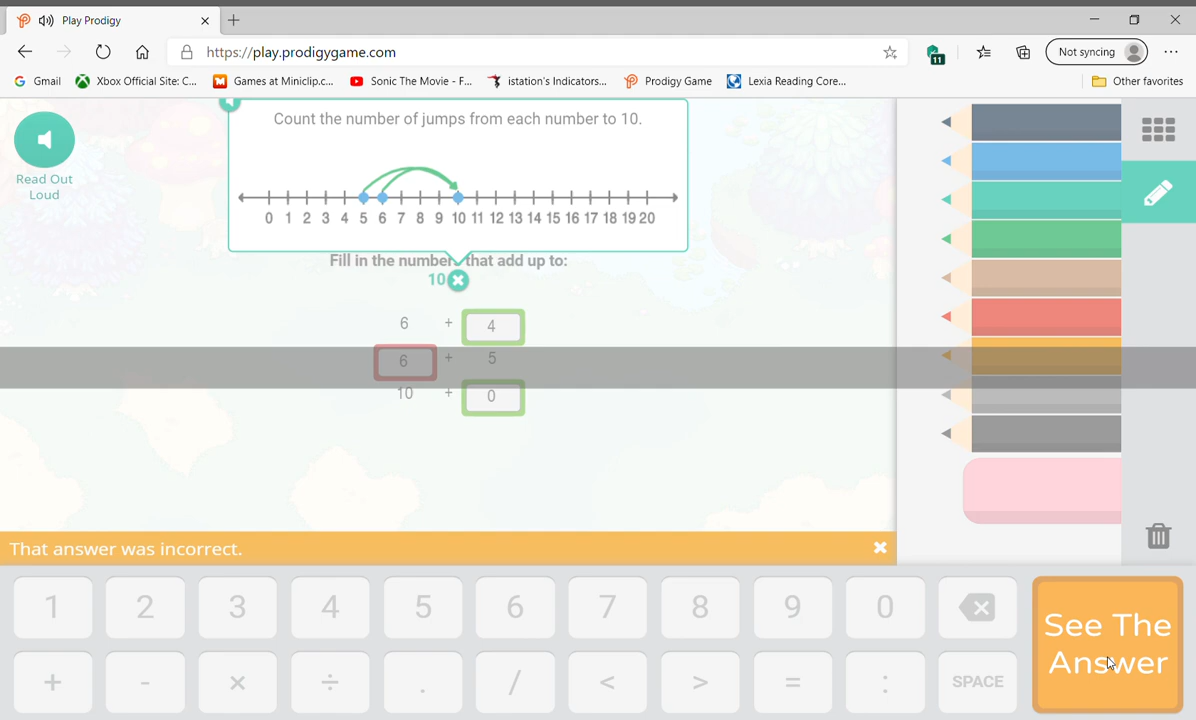 Play Prodigy
https://play.prodigygame.com
11
Not syncing
Gmail
Xbox Official Site: C...
Games at Miniclip.c...
Sonic The Movie - F...
istation's Indicators...
Prodigy Game
Lexia Reading Core...
Other favorites
Read Out
Loud
Count the number of jumps from each number to 10.
0 1 2 3 4 5 6 7 8 9 10 11 12 13 14 15 16 17 18 19 20
Fill in the number that add up to:
10
6 + 4
6 + 5
10 + 0
That answer was incorrect.
1 2 3 4 5 6 7 8 9 0
+ - × ÷ . / < > = : SPACE
See The
Answer